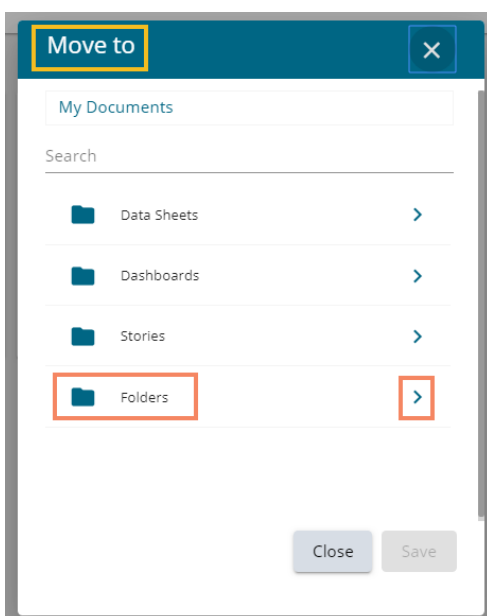 Move to
My Documents
Search
Data Sheets
Dashboards
Stories
Folders
Close Save